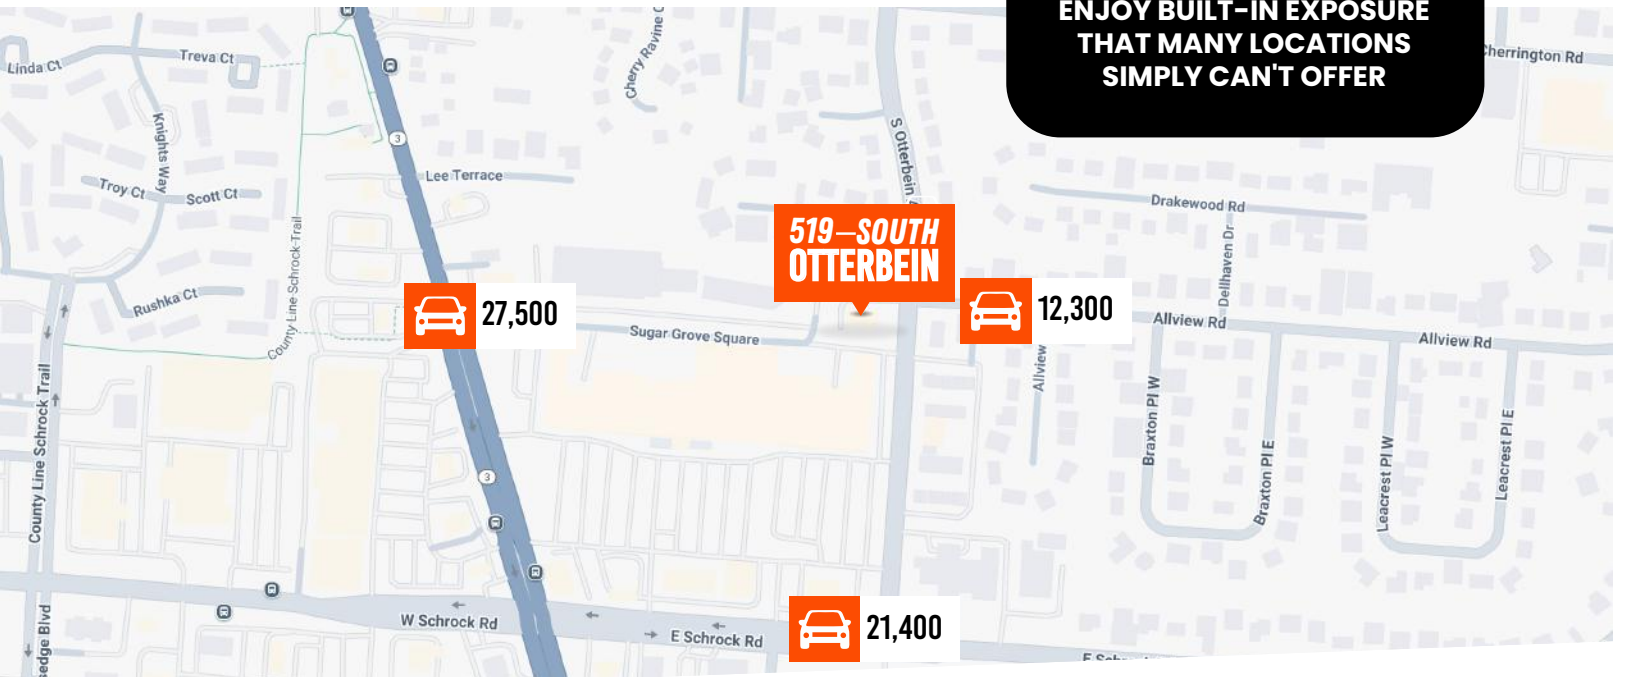 ENJOY BUILT-IN EXPOSURE
THAT MANY LOCATIONS
SIMPLY CAN'T OFFER
Cherrington Rd
Linda Ct
Treva Ct
Cherry Ravine
3
Knights Way
S Otterbein
Lee Terrace
Troy Ct
Scott Ct
Drakewood Rd
519—SOUTH
OTTERBEIN
Dellhaven Dr
County Line Schrock Trail
Rushka Ct
27,500
12,300
Allview Rd
Sugar Grove Square
Allview Rd
Allview
County Line Schrock Trail
Braxton Pl W
Braxton Pl E
Leacrest Pl W
Leacrest Pl E
3
W Schrock Rd
E Schrock Rd
21,400